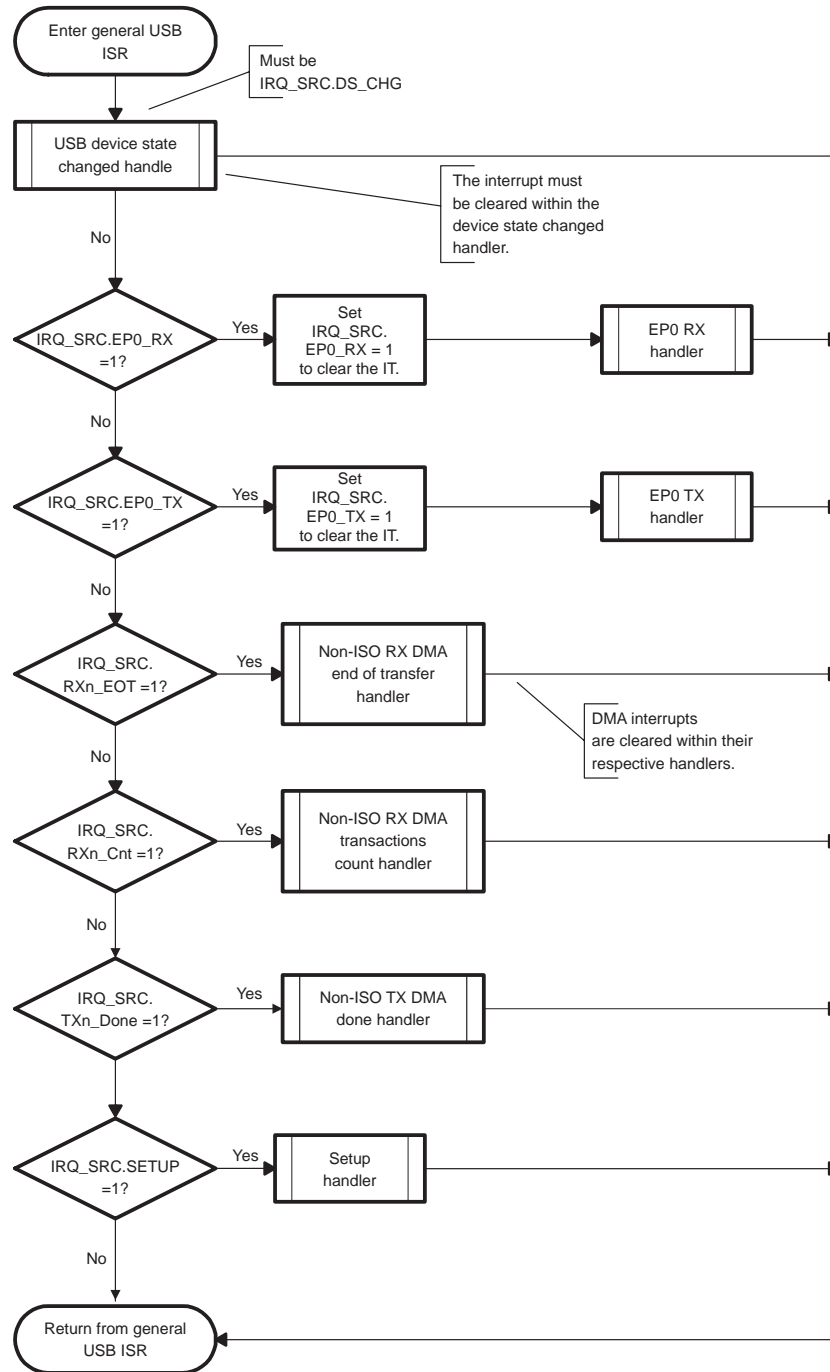 Enter general USB
ISR
Must be
IRQ_SRC.DS_CHG
USB device state
changed handle
The interrupt must
be cleared within the
device state changed
handler.
No
IRQ_SRC.EP0_RX
=1?
Yes
Set
IRQ_SRC.
EP0_RX = 1
to clear the IT.
EP0 RX
handler
No
IRQ_SRC.EP0_TX
=1?
Yes
Set
IRQ_SRC.
EP0_TX = 1
to clear the IT.
EP0 TX
handler
No
IRQ_SRC.
RXn_EOT =1?
Yes
Non-ISO RX DMA
end of transfer
handler
DMA interrupts
are cleared within their
respective handlers.
No
IRQ_SRC.
RXn_Cnt =1?
Yes
Non-ISO RX DMA
transactions
count handler
No
IRQ_SRC.
TXn_Done =1?
Yes
Non-ISO TX DMA
done handler
IRQ_SRC.SETUP
=1?
Yes
Setup
handler
No
Return from general
USB ISR